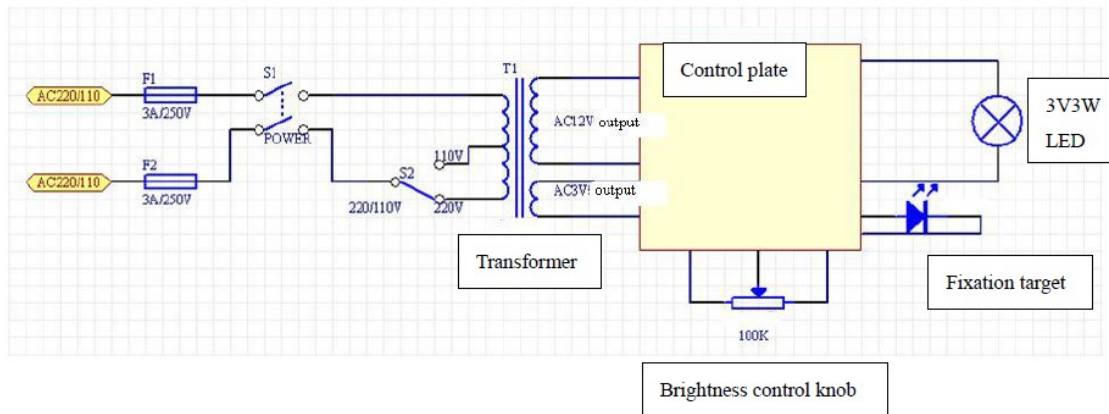 Control plate
T1
F1
S1
AC220/110
3A/250V
3V3W
LED
AC12V output
POWER
110V
F2
S2
AC220/110
AC3V output
3A/250V
220/110V
220V
Transformer
Fixation target
100K
Brightness control knob